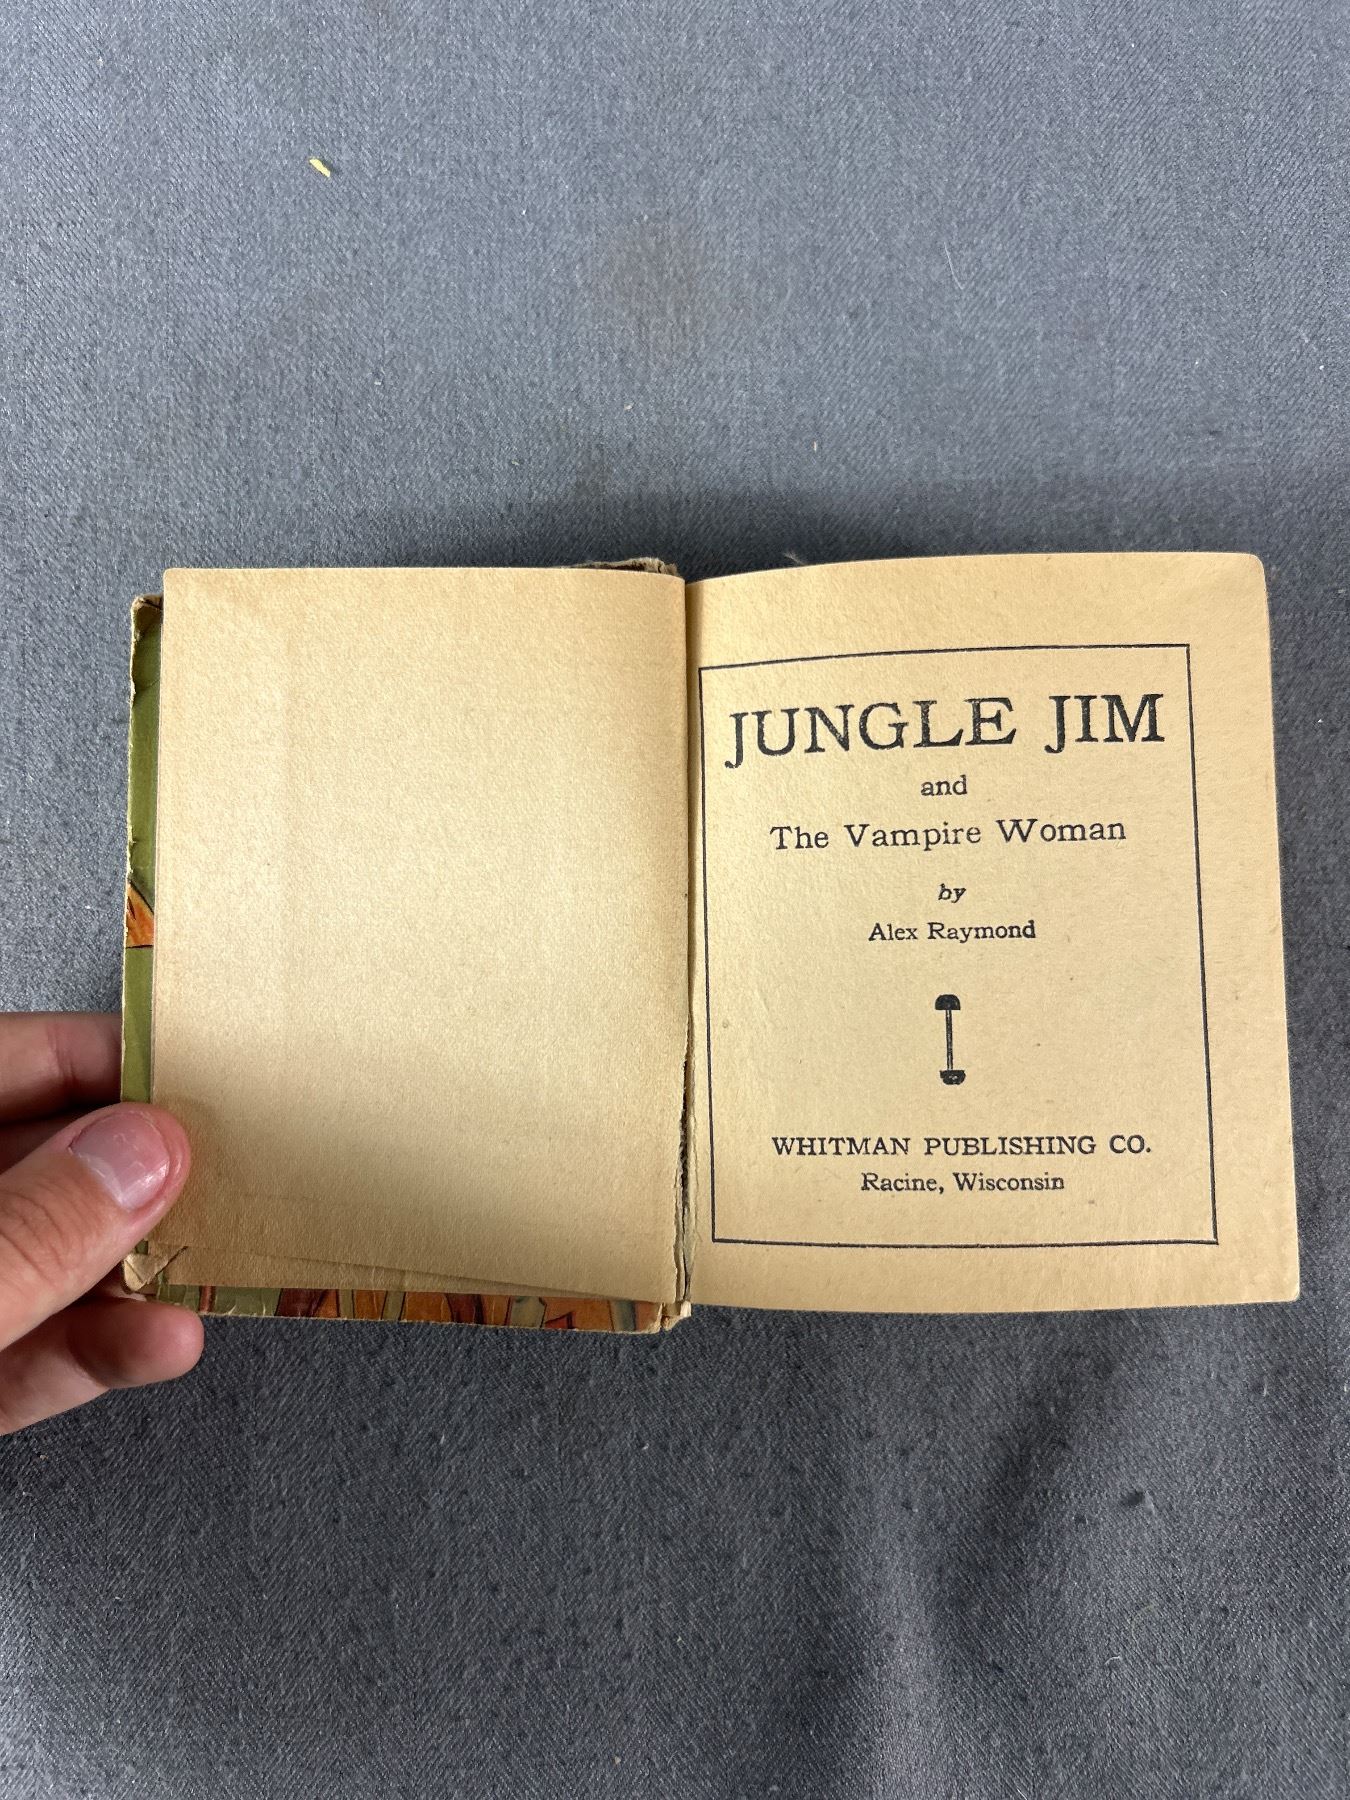 JUNGLE JIM
and
The Vampire Woman
by
Alex Raymond
WHITMAN PUBLISHING CO.
Racine, Wisconsin